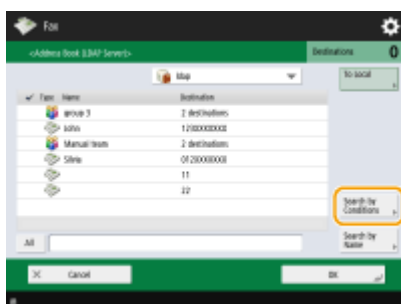 Fax
<Address Book (LDAP Server)>
Destinations 0
ldap
To Local
Type Name Destination
group 3 2 destinations
John 1200000000
Manual team 2 destinations
Silvia 0120000000
11
22
Search by
Conditions
All
Search by
Name
Cancel
OK